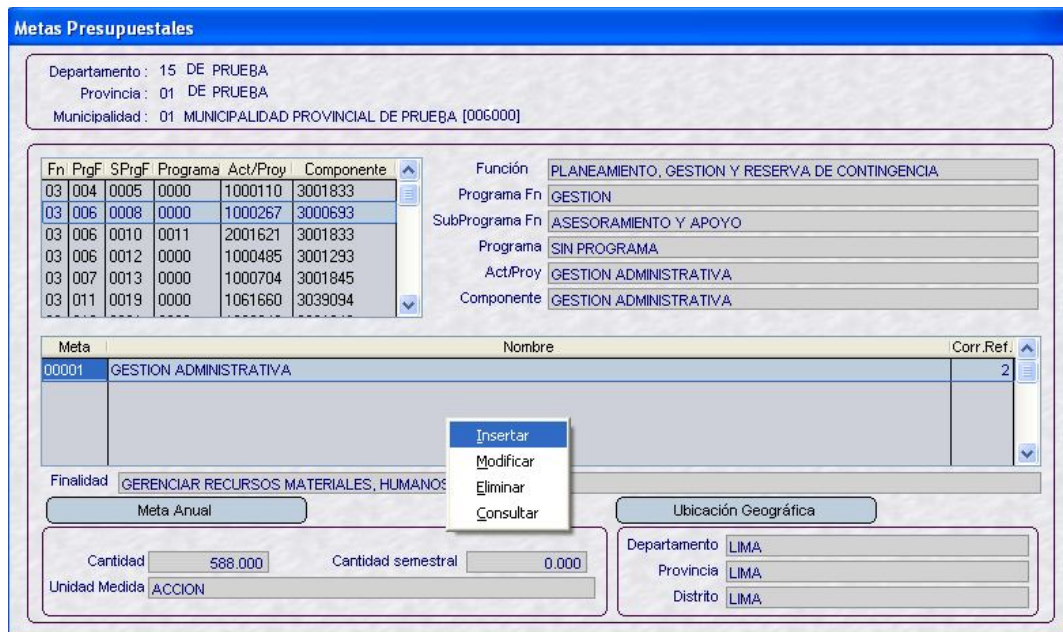 Metas Presupuestales
Departamento : 15 DE PRUEBA
Provincia : 01 DE PRUEBA
Municipalidad : 01 MUNICIPALIDAD PROVINCIAL DE PRUEBA [006000]
Fn PrgF SPrgF Programa Act/Proy Componente
03 004 0005 0000 1000110 3001833
03 006 0008 0000 1000267 3000693
03 006 0010 0011 2001621 3001833
03 006 0012 0000 1000485 3001293
03 007 0013 0000 1000704 3001845
03 011 0019 0000 1061660 3039094
Función PLANEAMIENTO, GESTION Y RESERVA DE CONTINGENCIA
Programa Fn GESTION
SubPrograma Fn ASESORAMIENTO Y APOYO
Programa SIN PROGRAMA
Act/Proy GESTION ADMINISTRATIVA
Componente GESTION ADMINISTRATIVA
Meta Nombre Corr.Ref.
00001 GESTION ADMINISTRATIVA 2
Insertar
Modificar
Eliminar
Consultar
Finalidad GERENCIAR RECURSOS MATERIALES, HUMANOS
Meta Anual
Cantidad 588.000 Cantidad semestral 0.000
Unidad Medida ACCION
Ubicación Geográfica
Departamento LIMA
Provincia LIMA
Distrito LIMA